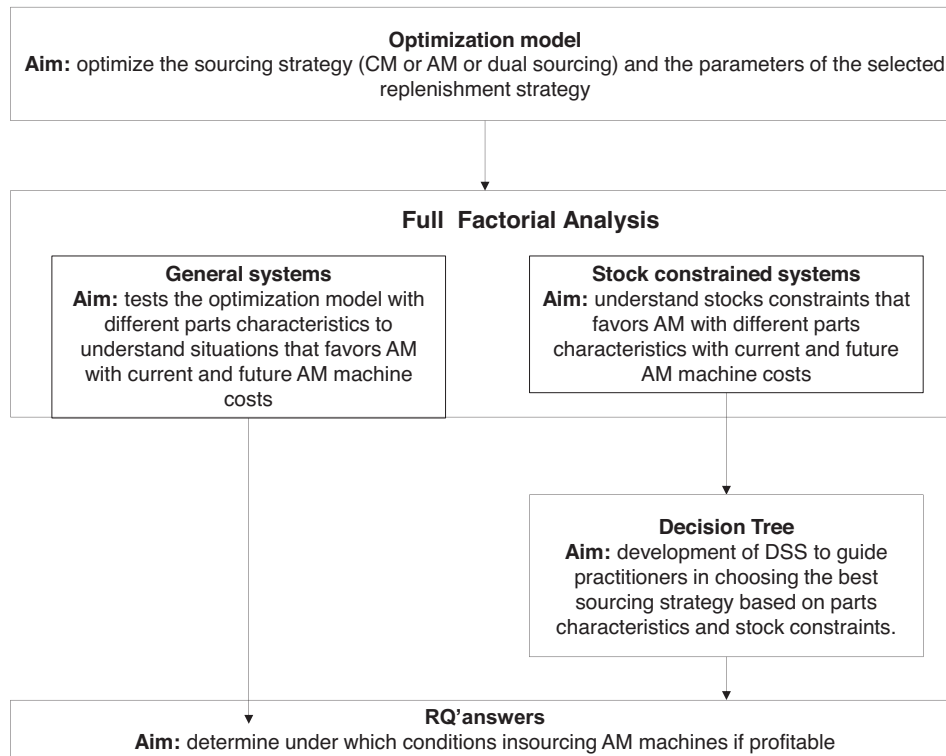 Optimization model
Aim: optimize the sourcing strategy (CM or AM or dual sourcing) and the parameters of the selected
replenishment strategy
Full Factorial Analysis
General systems
Aim: tests the optimization model with
different parts characteristics to
understand situations that favors AM
with current and future AM machine
costs
Stock constrained systems
Aim: understand stocks constraints that
favors AM with different parts
characteristics with current and future
AM machine costs
Decision Tree
Aim: development of DSS to guide
practitioners in choosing the best
sourcing strategy based on parts
characteristics and stock constraints.
RQ'answers
Aim: determine under which conditions insourcing AM machines if profitable